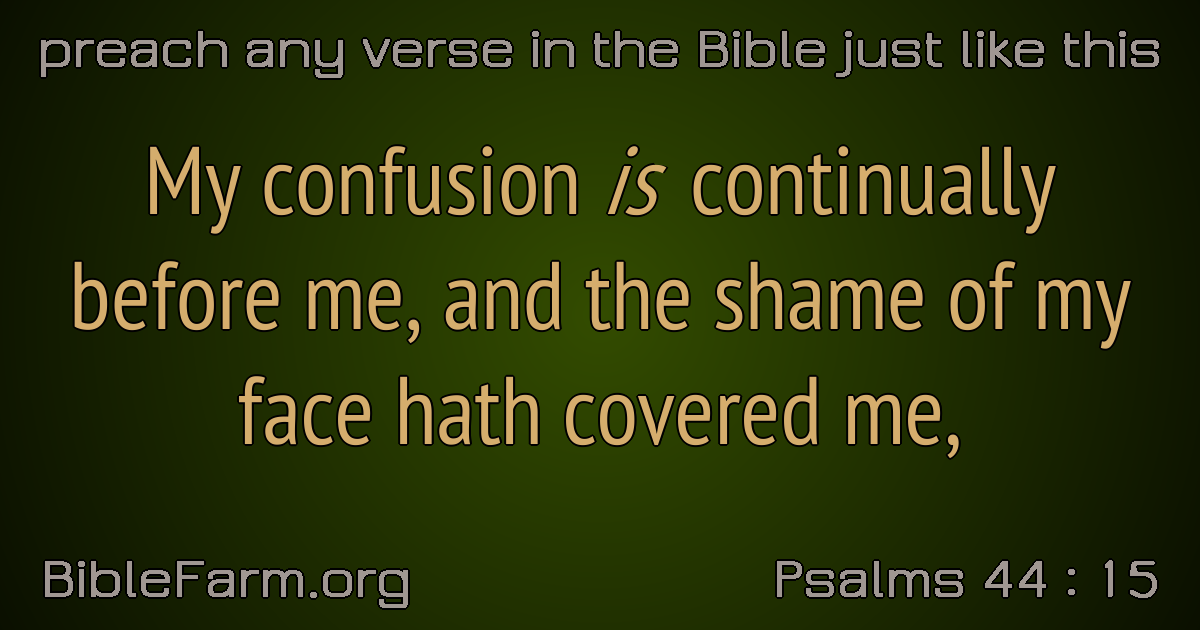 preach any verse in the Bible just like this
My confusion is continually
before me, and the shame of my
face hath covered me,
BibleFarm.org
Psalms 44 : 15